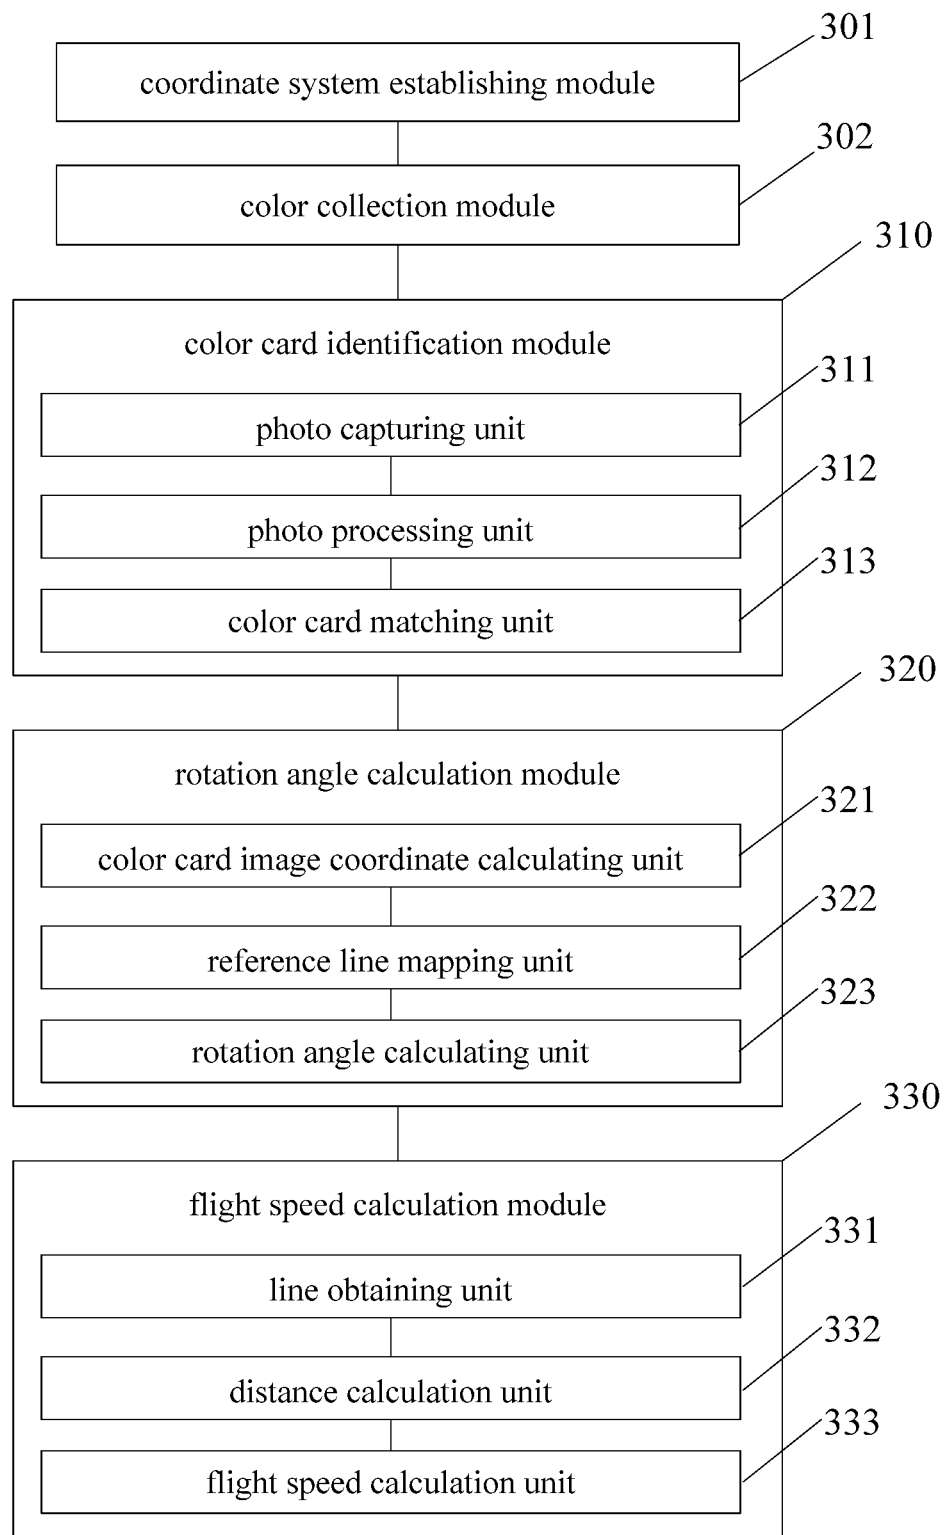 301
coordinate system establishing module
302
color collection module
310
color card identification module
311
photo capturing unit
312
photo processing unit
313
color card matching unit
320
rotation angle calculation module
321
color card image coordinate calculating unit
322
reference line mapping unit
323
rotation angle calculating unit
330
flight speed calculation module
331
line obtaining unit
332
distance calculation unit
333
flight speed calculation unit